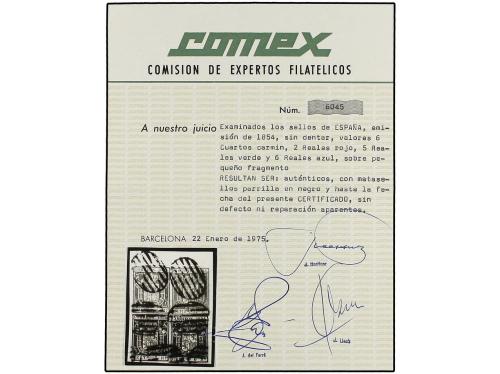 comex
COMISION DE EXPERTOS FILATELICOS
Núm. 6045
A nuestro juicio Examinados los sellos de ESPAÑA, emi-
sión de 1854, sin dentar, valores 6
Cuartos carmin, 2 Reales rojo, 5 Rea-
les verde y 6 Reales azul, sobre pe-
queño fragmento
RESULTAN SER: auténticos, con matase-
llos parrilla en negro y hasta la fe-
cha del presente CERTIFICADO, sin
defecto ni reparación aparentes.
BARCELONA 22 Enero de 1975.